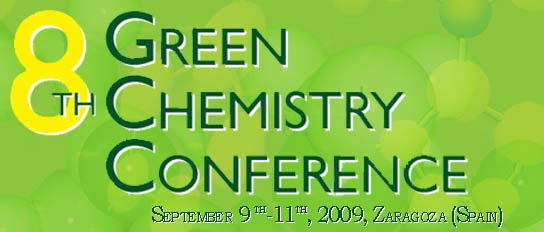 8TH GREEN
CHEMISTRY
CONFERENCE
SEPTEMBER 9TH-11TH, 2009, ZARAGOZA (SPAIN)